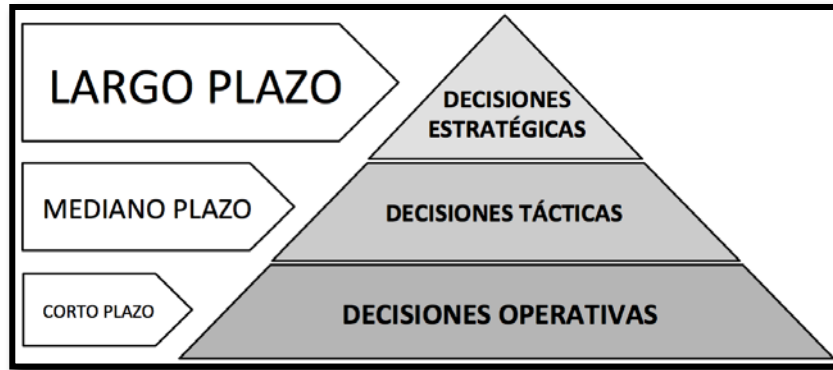 LARGO PLAZO
DECISIONES
ESTRATÉGICAS
MEDIANO PLAZO
DECISIONES TÁCTICAS
CORTO PLAZO
DECISIONES OPERATIVAS